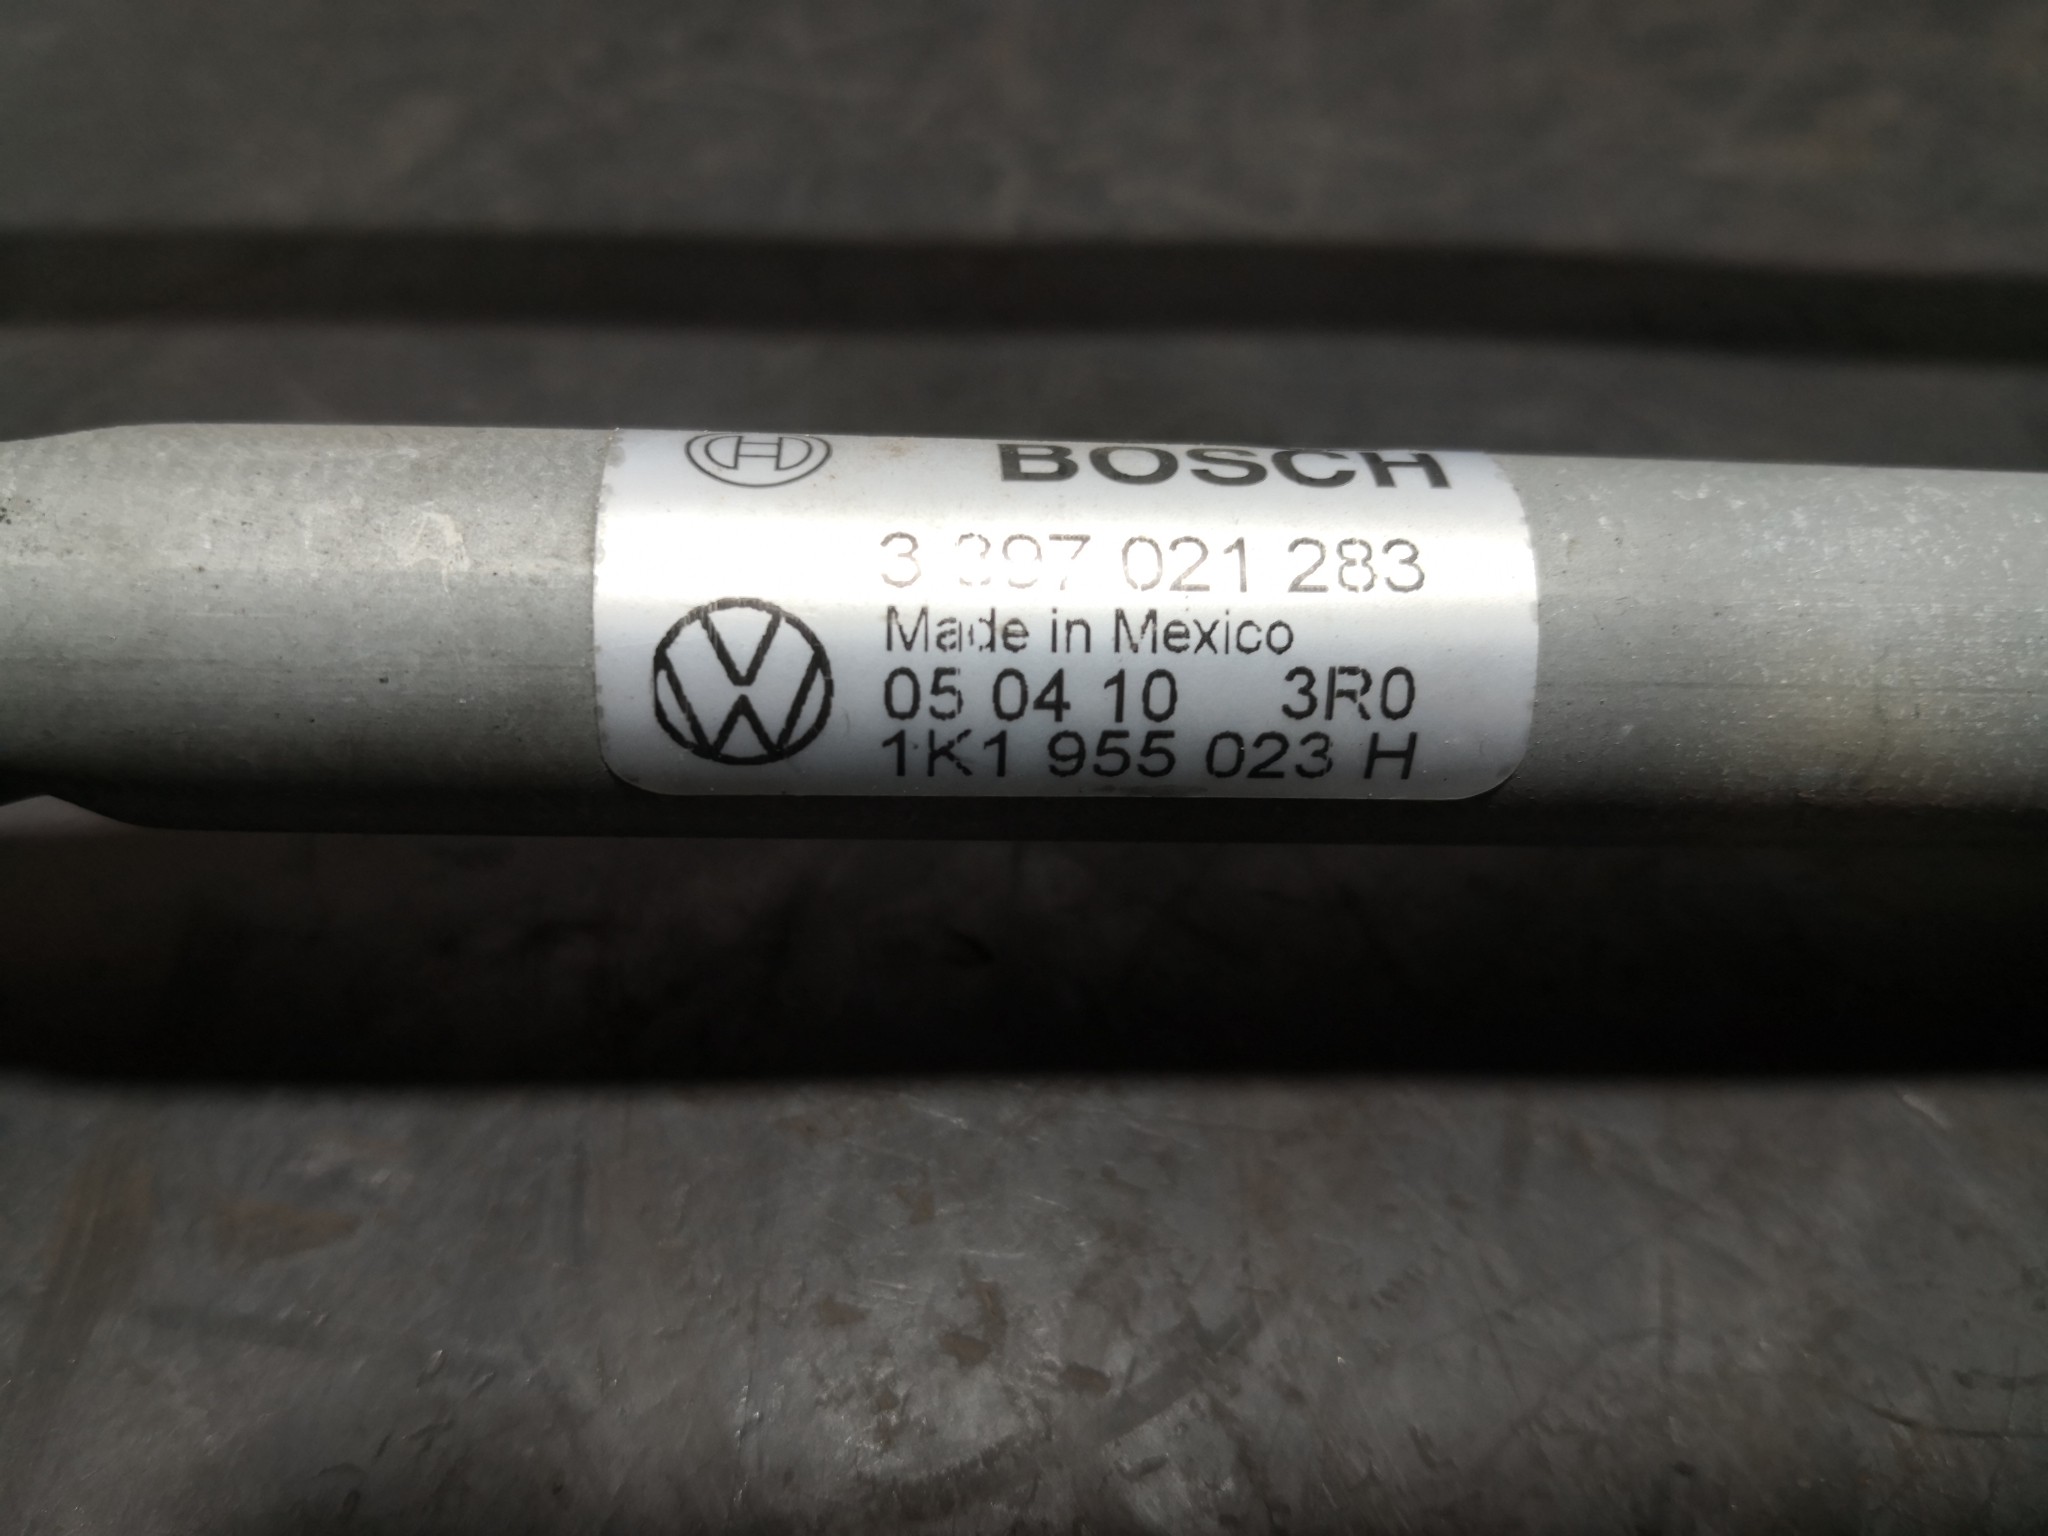 BOSCH
3 397 021 283
Made in Mexico
05 04 10 3R0
1K1 955 023 H